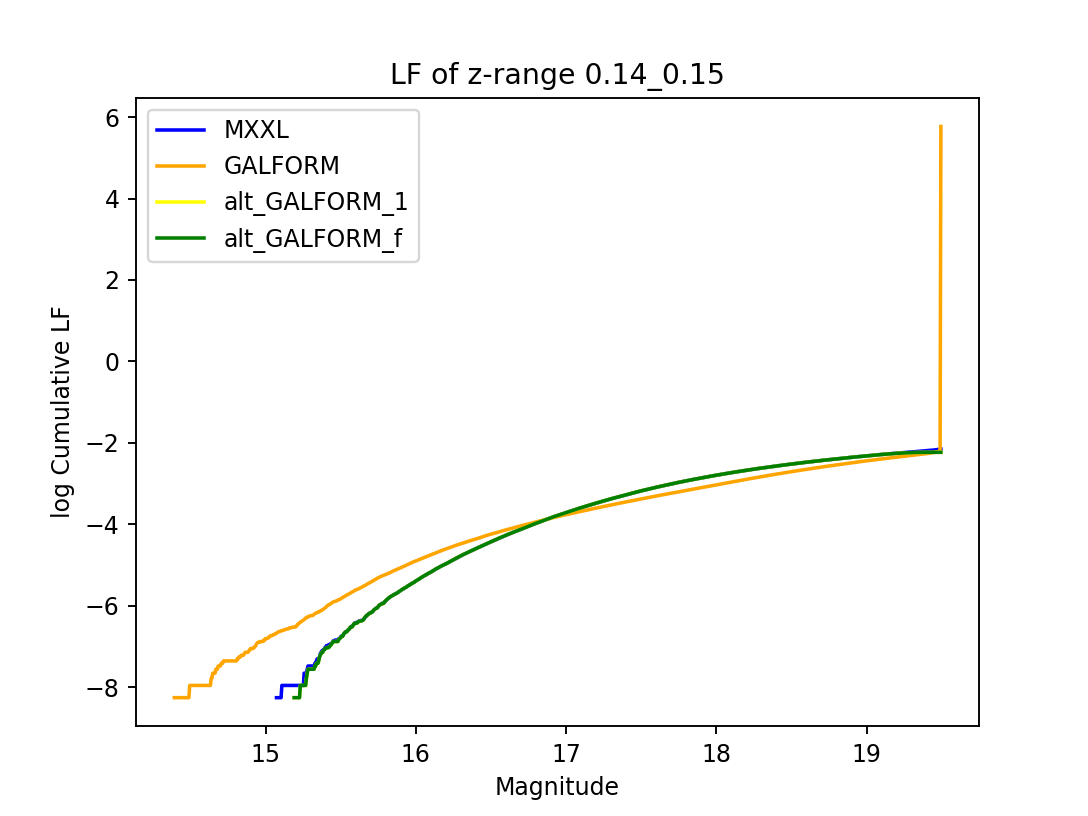 LF of z-range 0.14_0.15
MXXL
GALFORM
alt_GALFORM_1
alt_GALFORM_f
6
4
2
0
−2
−4
−6
−8
log Cumulative LF
15 16 17 18 19
Magnitude